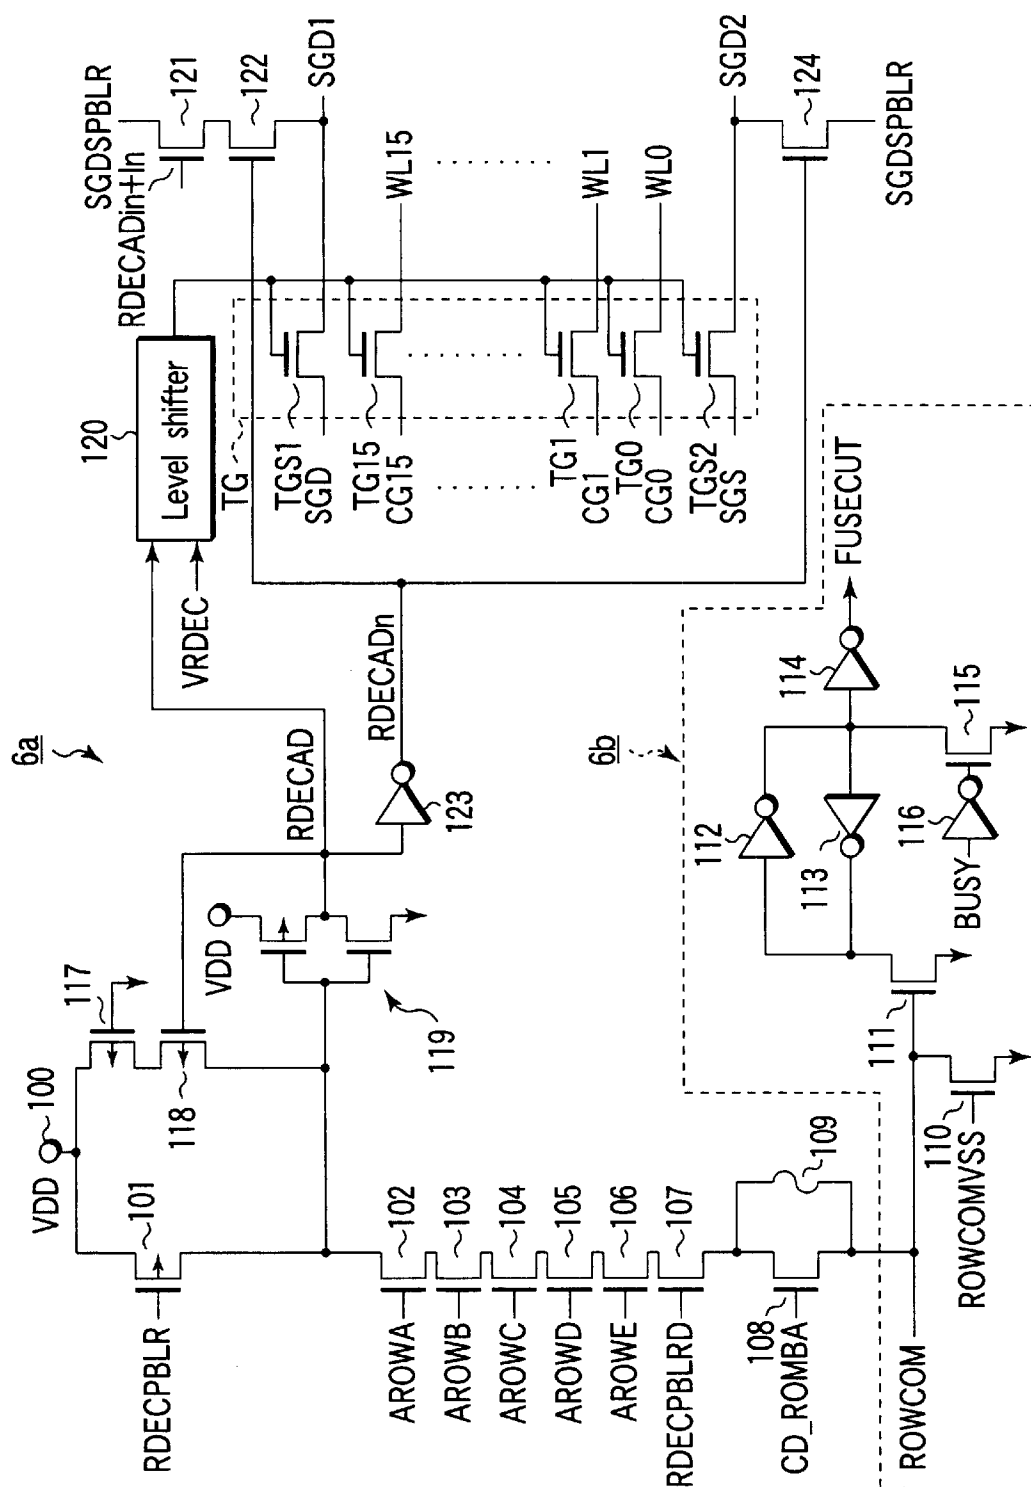 6a
VDD
100
RDECPBLR
101
117
118
VDD
119
RDECAD
VRDEC
120
Level shifter
RDECADn
123
SGDSPBLR
RDECADin+In
121
122
SGD1
TG
TGS1
SGD
TG15
CG15
WL15
TG1
CG1
WL1
TG0
CG0
WL0
TGS2
SGS
SGD2
124
SGDSPBLR
AROWA
102
AROWB
103
AROWC
104
AROWD
105
AROWE
106
RDECPBLRD
107
CD_ROMBA
108
109
6b
ROWCOM
ROWCOMVSS
110
111
112
113
114
FUSECUT
BUSY
116
115